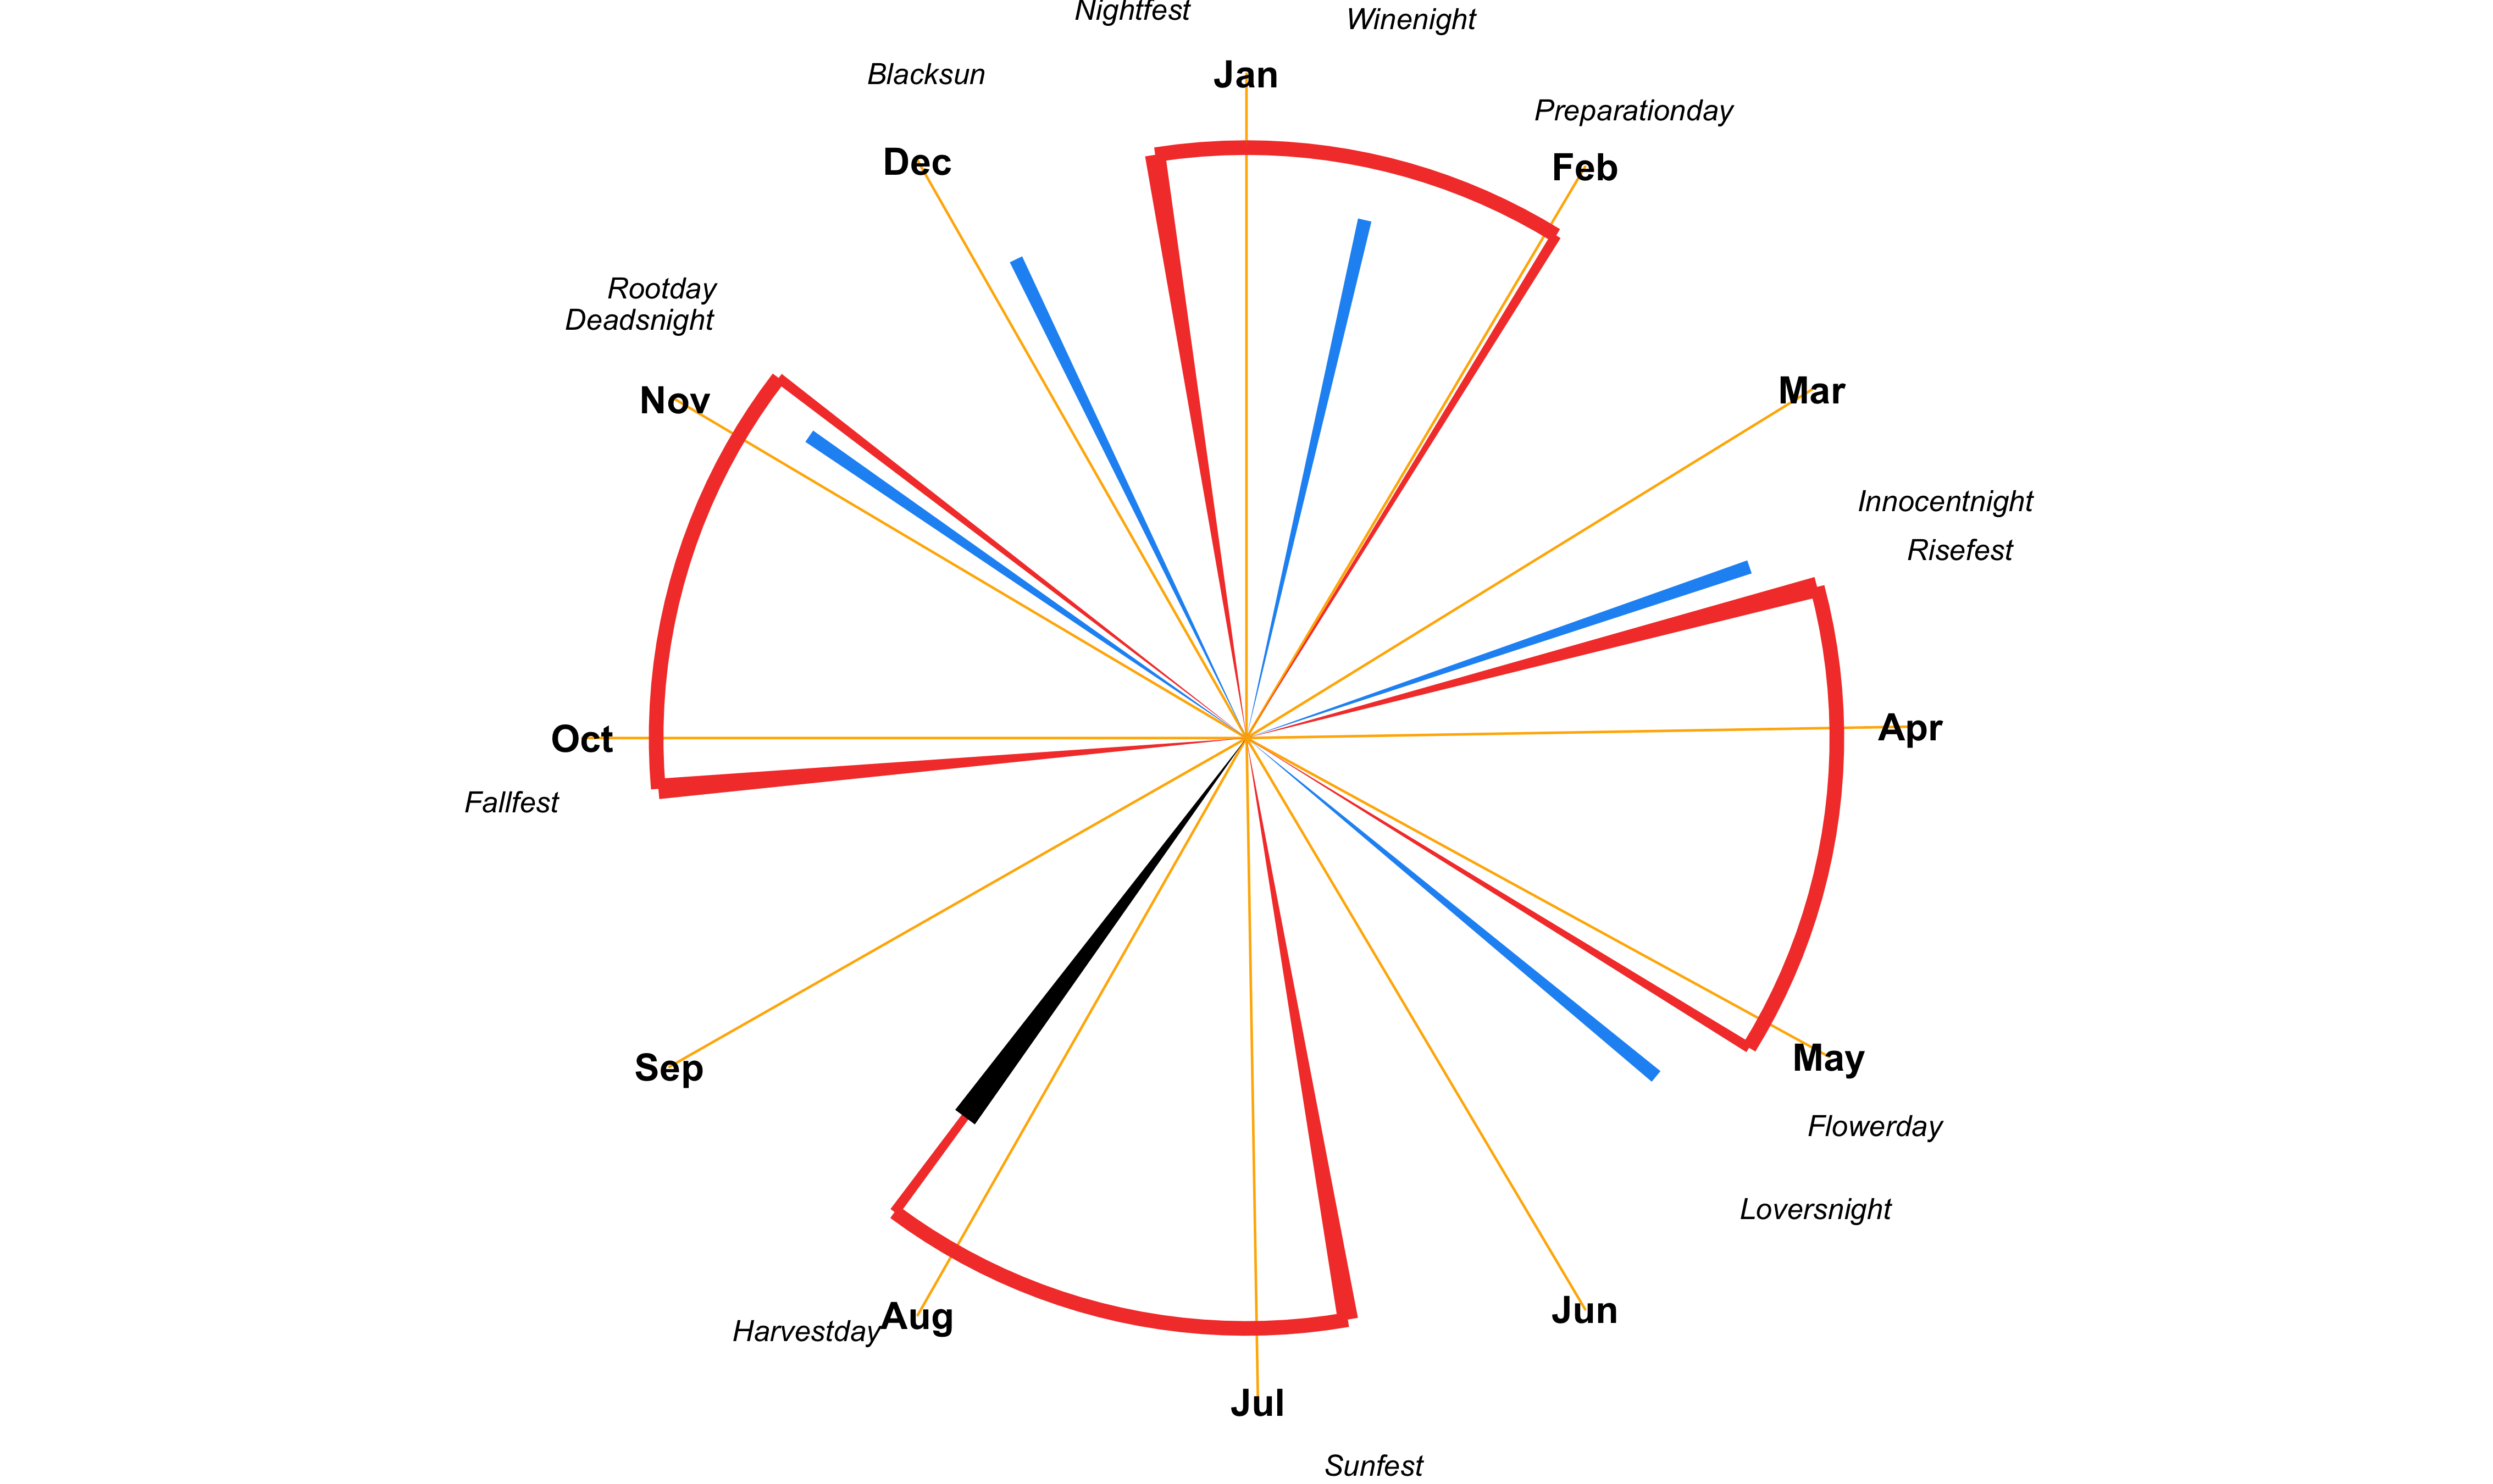 Nightfest
Winenight
Blacksun
Jan
Preparationday
Dec
Feb
Rootday
Deadsnight
Nov
Mar
Innocentnight
Risefest
Oct
Apr
Fallfest
Sep
May
Flowerday
Loversnight
Harvestday
Aug
Jun
Jul
Sunfest